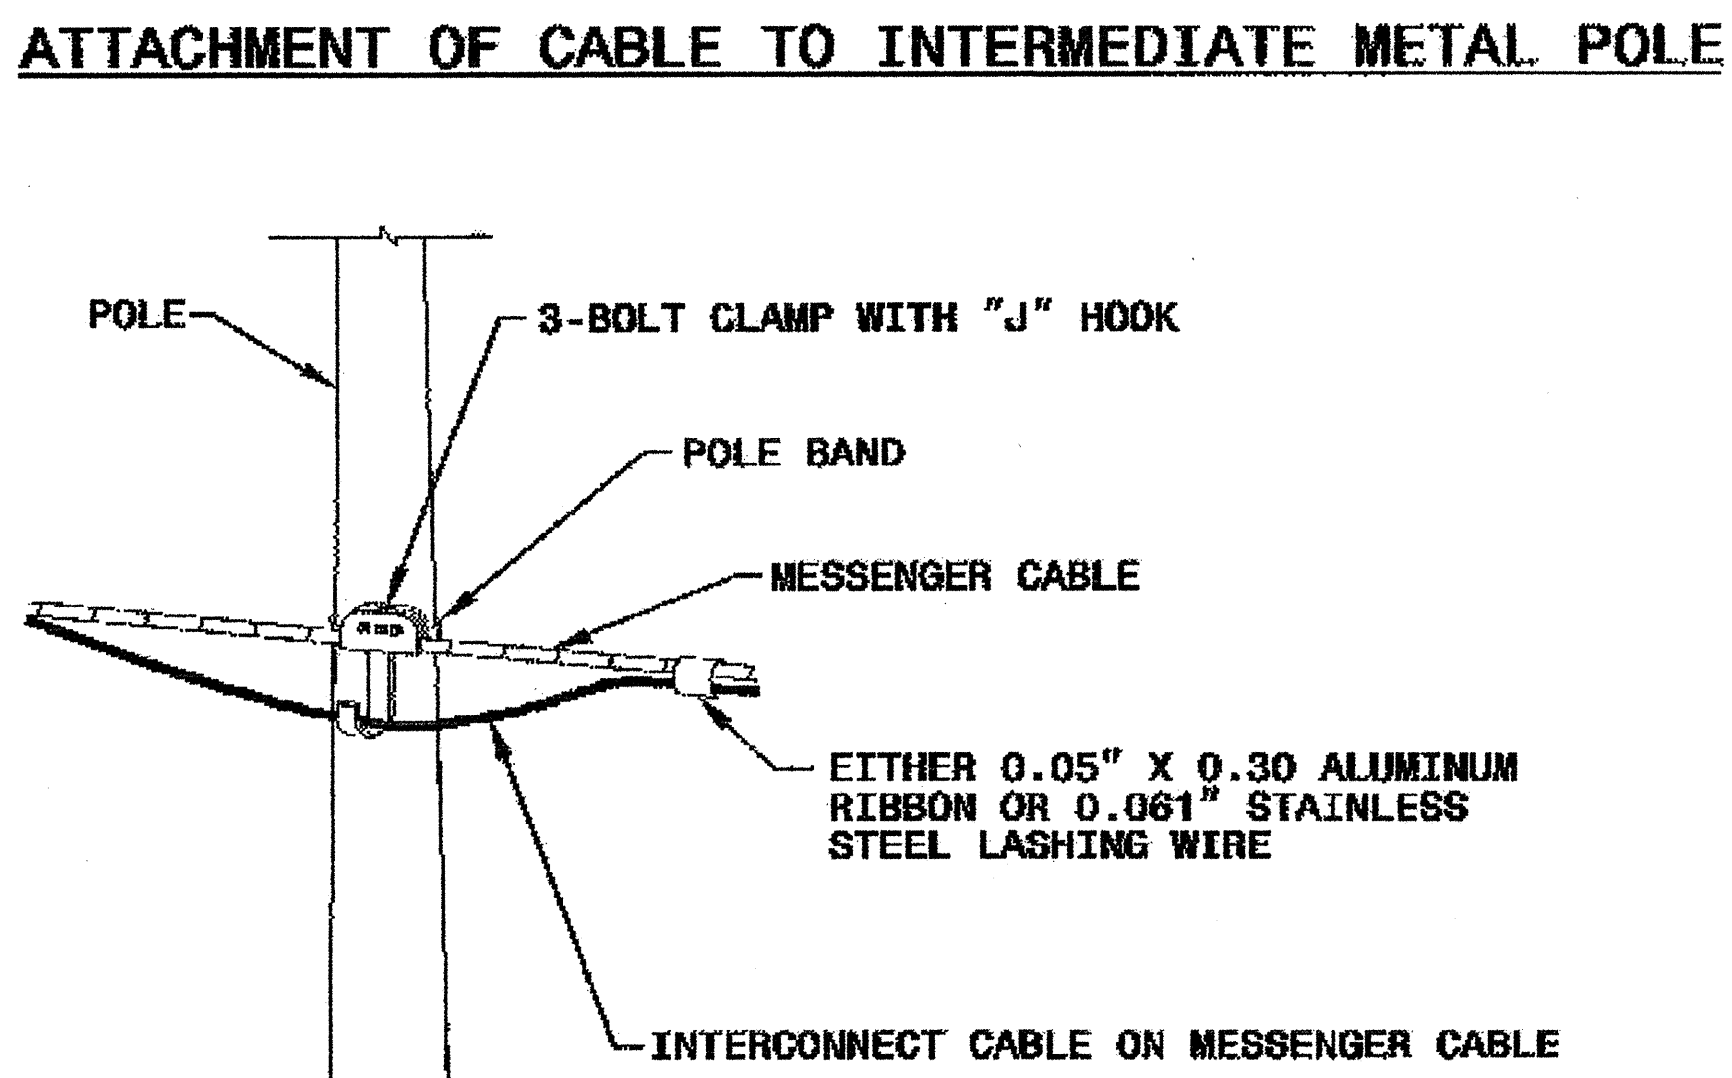 ATTACHMENT OF CABLE TO INTERMEDIATE METAL POLE
POLE
3-BOLT CLAMP WITH "J" HOOK
POLE BAND
MESSENGER CABLE
EITHER 0.05" X 0.30 ALUMINUM
RIBBON OR 0.061" STAINLESS
STEEL LASHING WIRE
INTERCONNECT CABLE ON MESSENGER CABLE